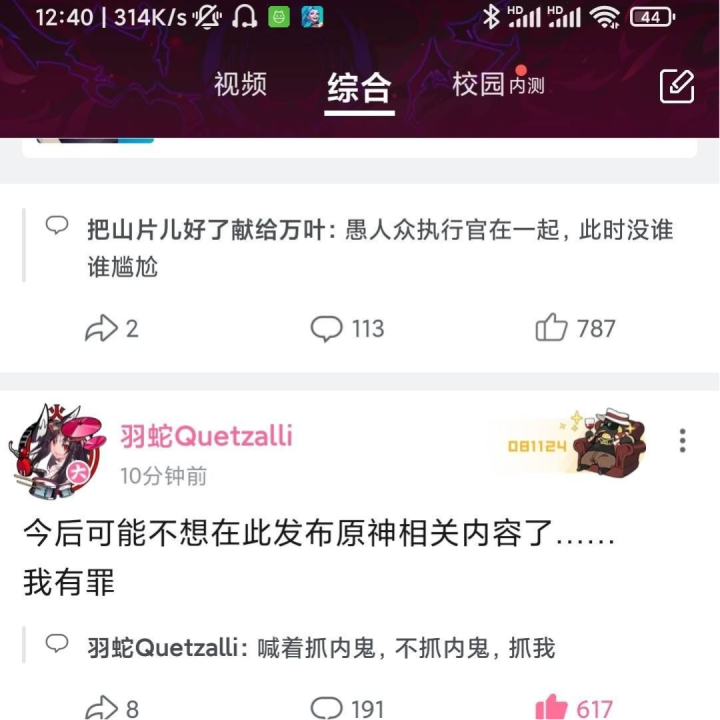 12:40 | 314K/s HD HD 44
视频 综合 校园内测
把山片儿好了献给万叶: 愚人众执行官在一起, 此时没谁
谁尴尬
2 113 787
羽蛇Quetzalli
081124
10分钟前
今后可能不想在此发布原神相关内容了……
我有罪
羽蛇Quetzalli: 喊着抓内鬼, 不抓内鬼, 抓我
8 191 617